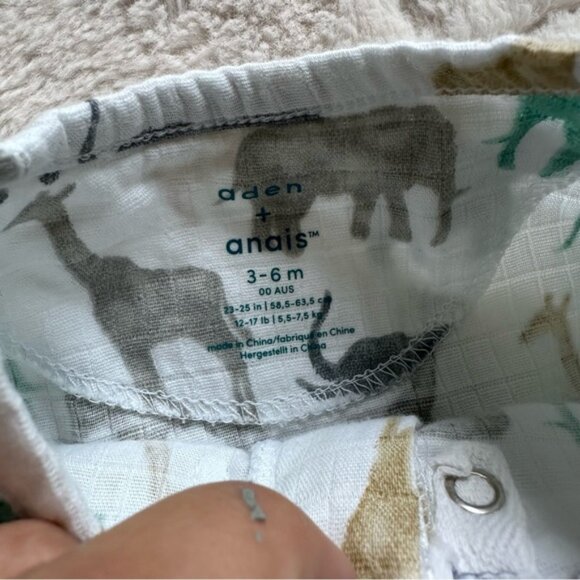 aden
+
anais™
3-6 m
00 AUS
23-25 in | 58,5-63,5 cm
12-17 lb | 5,5-7,5 kg
made in China/fabriqué en Chine
Hergestellt in China